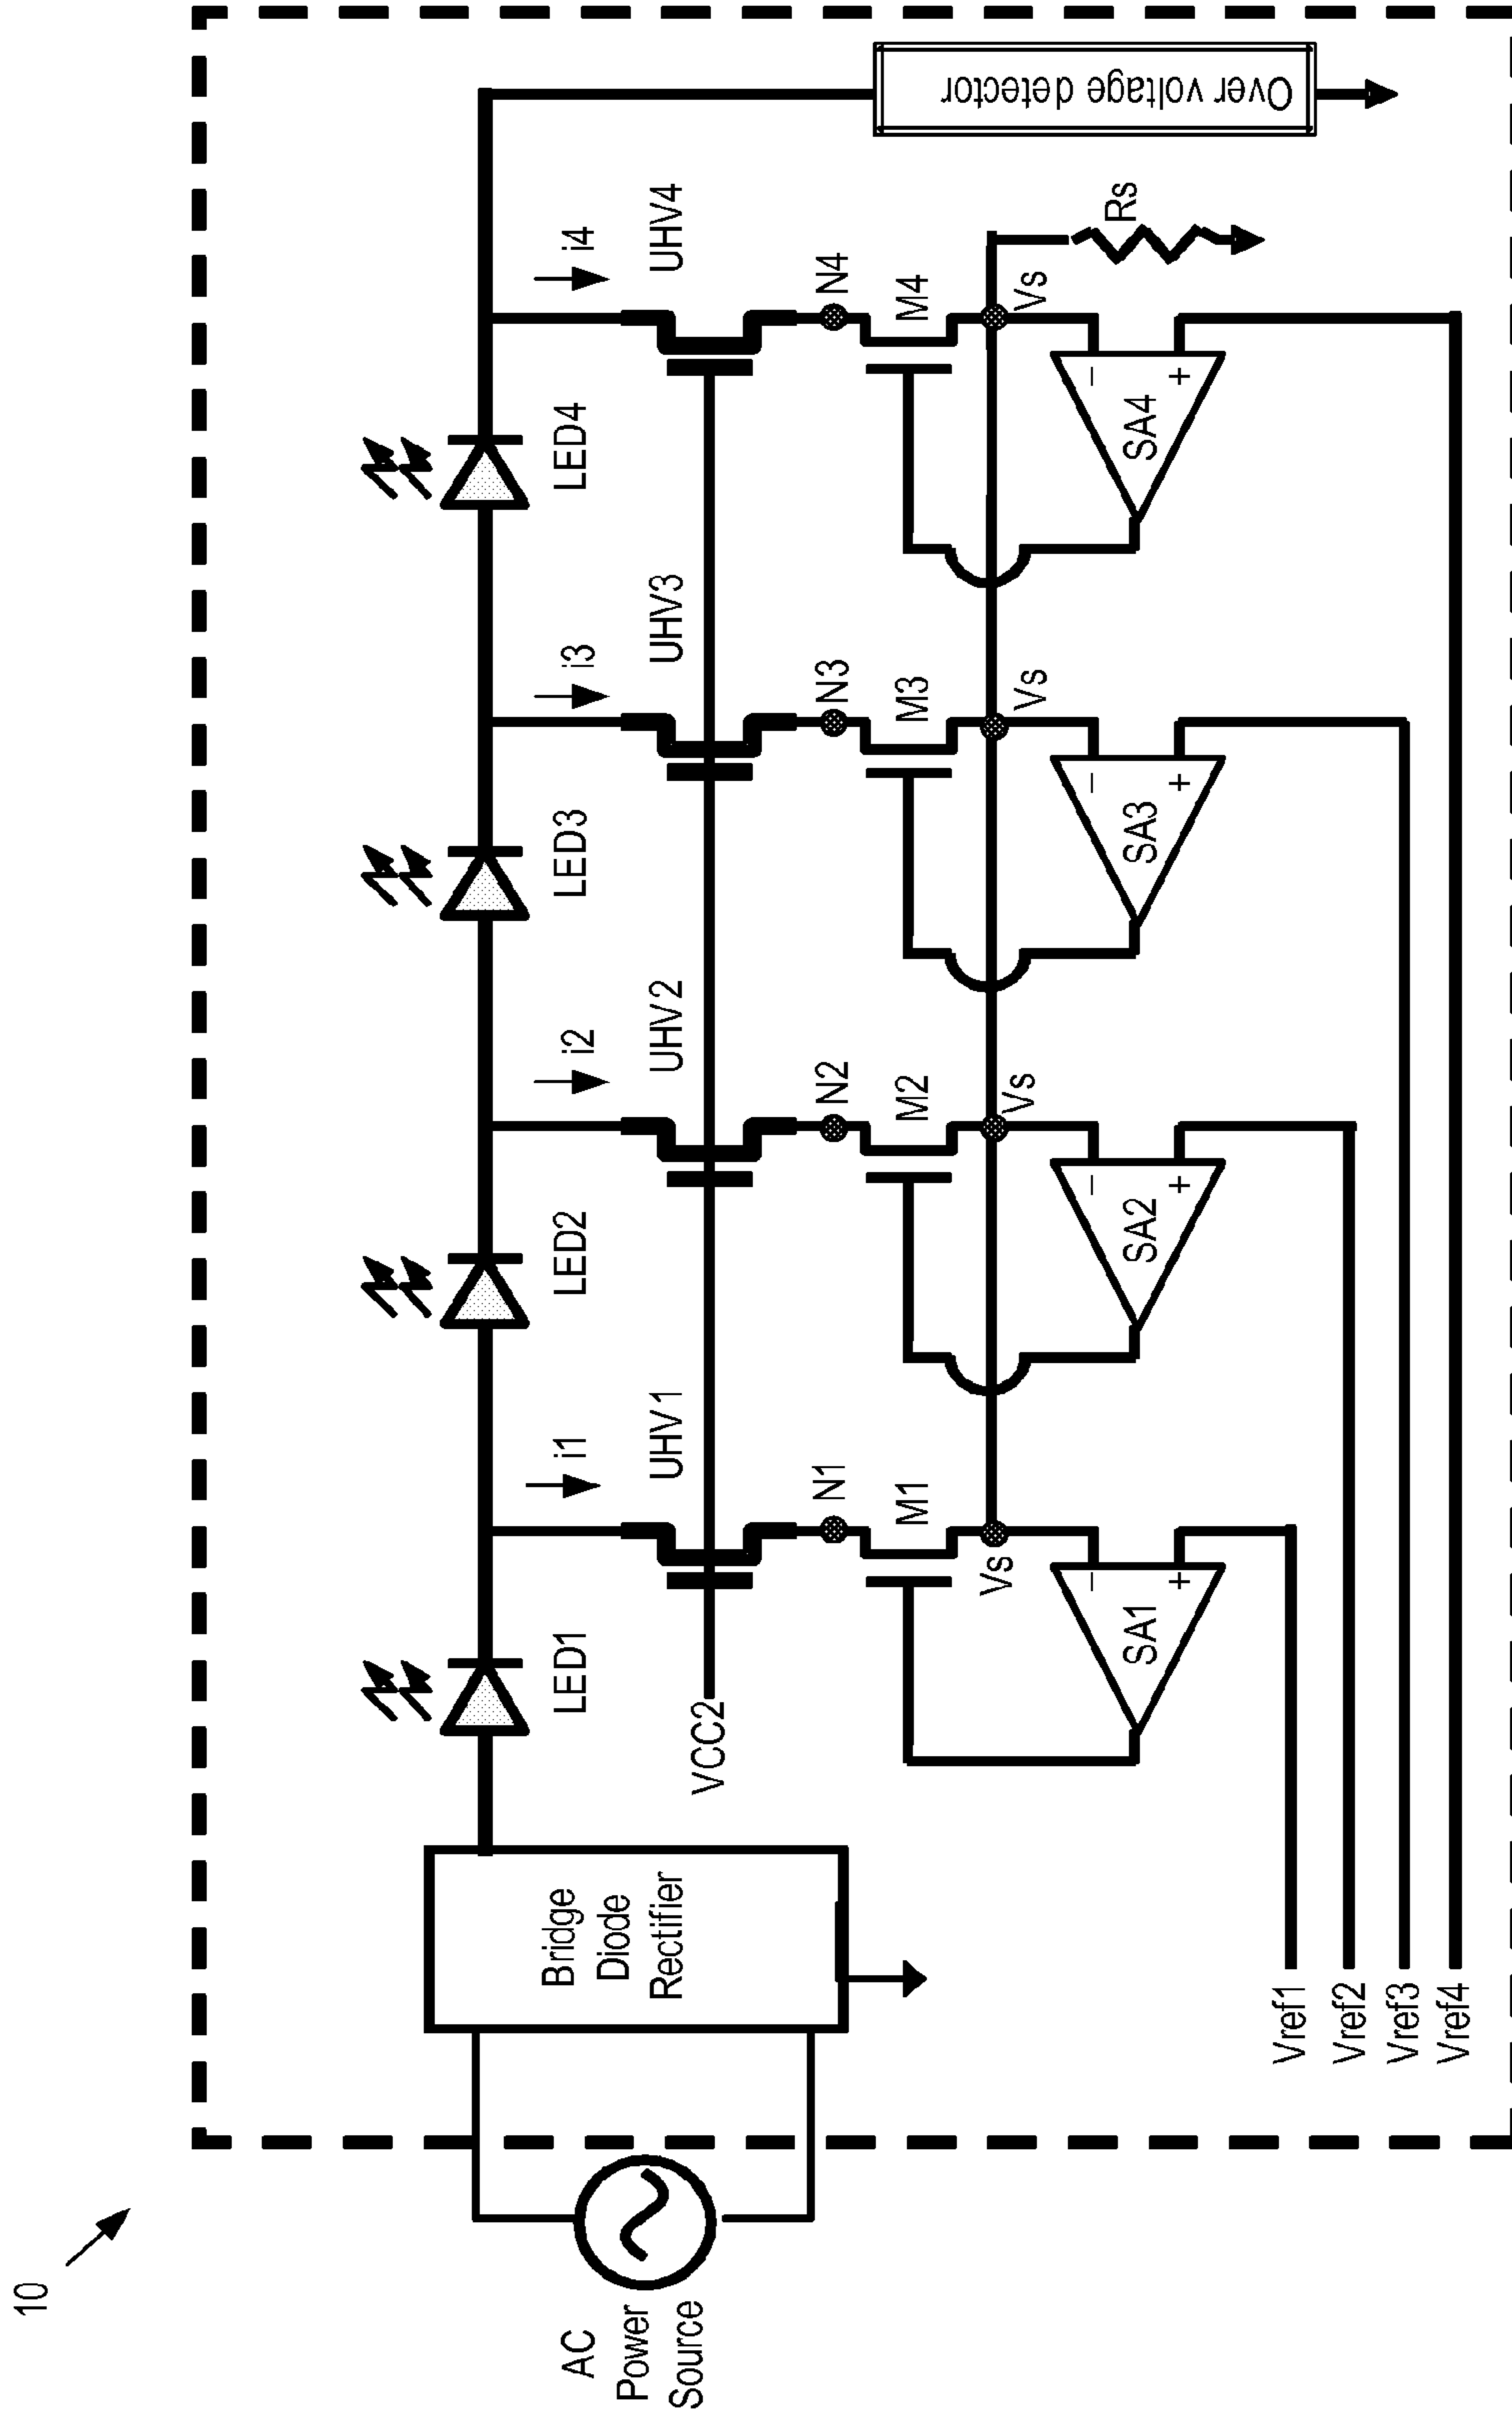 10
AC
Power
Source
Bridge
Diode
Rectifier
LED1
LED2
LED3
LED4
i1
i2
i3
i4
UHV1
UHV2
UHV3
UHV4
VCC2
N1
N2
N3
N4
M1
M2
M3
M4
Vs
Vs
Vs
Vs
Rs
Over voltage detector
−
−
−
−
SA1
SA2
SA3
SA4
+
+
+
+
Vref1
Vref2
Vref3
Vref4